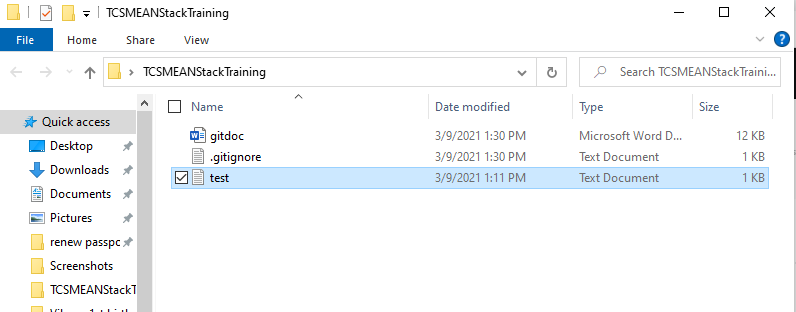 TCSMEANStackTraining
File Home Share View
TCSMEANStackTraining Search TCSMEANStackTraini...
Name Date modified Type Size
Quick access
gitdoc 3/9/2021 1:30 PM Microsoft Word D... 12 KB
Desktop
.gitignore 3/9/2021 1:30 PM Text Document 1 KB
Downloads
test 3/9/2021 1:11 PM Text Document 1 KB
Documents
Pictures
renew passpc
Screenshots
TCSMEANStackT